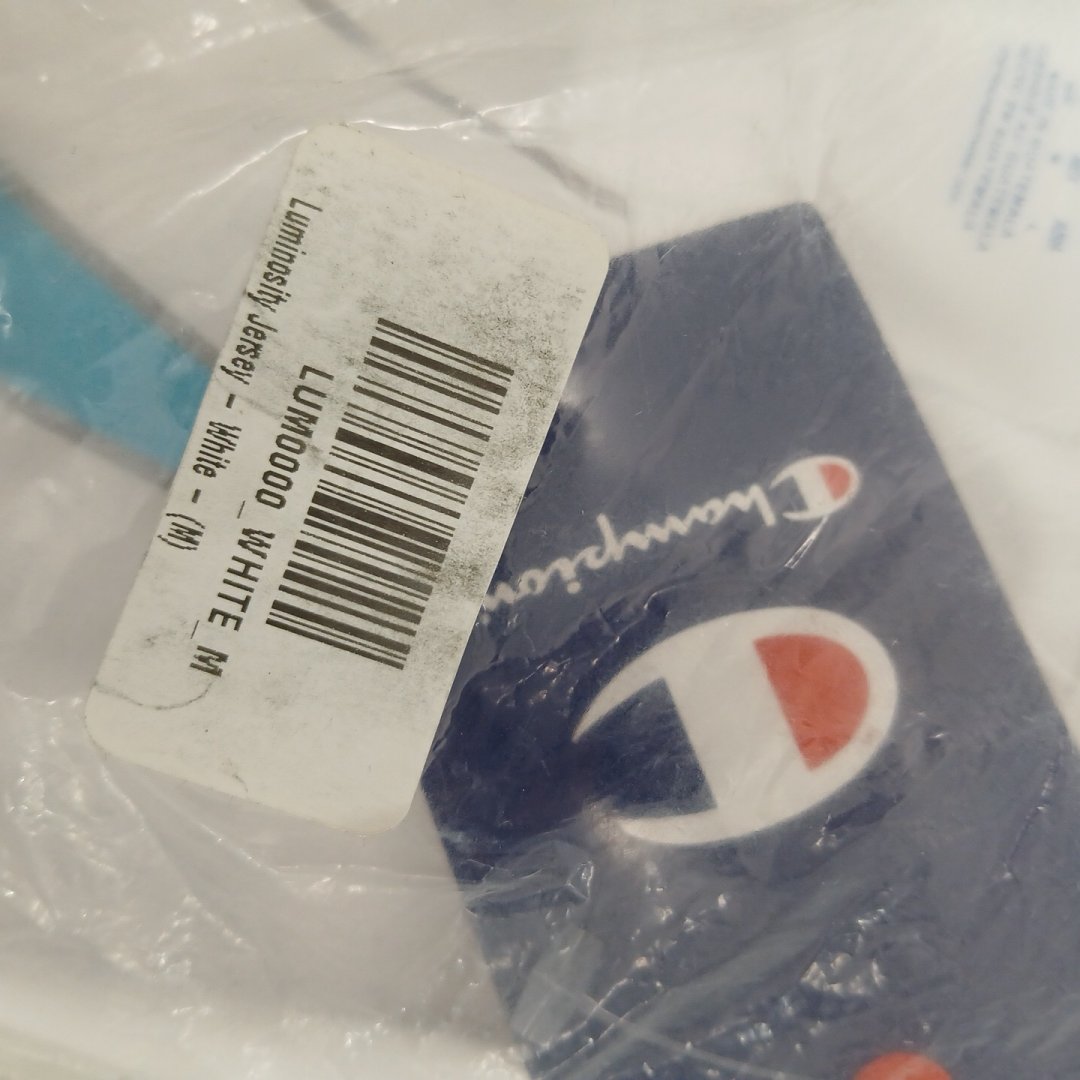 LUM0000_WHITE_M
Luminosity Jersey - White - (M)
Champion